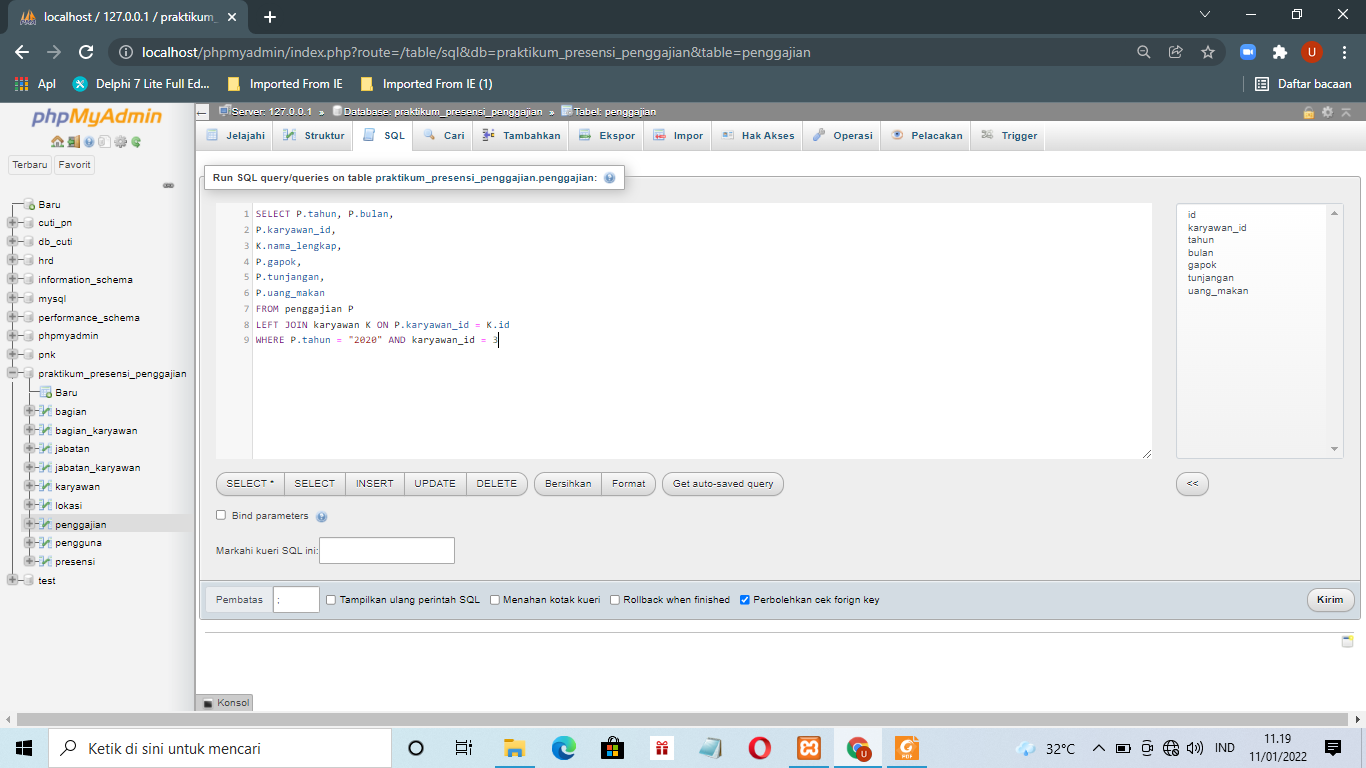 localhost / 127.0.0.1 / praktikum_
localhost/phpmyadmin/index.php?route=/table/sql&db=praktikum_presensi_penggajian&table=penggajian
U
Apl
Delphi 7 Lite Full Ed...
Imported From IE
Imported From IE (1)
Daftar bacaan
phpMyAdmin
Terbaru
Favorit
Baru
cuti_pn
db_cuti
hrd
information_schema
mysql
performance_schema
phpmyadmin
pnk
praktikum_presensi_penggajian
Baru
bagian
bagian_karyawan
jabatan
jabatan_karyawan
karyawan
lokasi
penggajian
pengguna
presensi
test
Server: 127.0.0.1 » Database: praktikum_presensi_penggajian » Tabel: penggajian
Jelajahi
Struktur
SQL
Cari
Tambahkan
Ekspor
Impor
Hak Akses
Operasi
Pelacakan
Trigger
Run SQL query/queries on table praktikum_presensi_penggajian.penggajian:
1 SELECT P.tahun, P.bulan,
2 P.karyawan_id,
3 K.nama_lengkap,
4 P.gapok,
5 P.tunjangan,
6 P.uang_makan
7 FROM penggajian P
8 LEFT JOIN karyawan K ON P.karyawan_id = K.id
9 WHERE P.tahun = "2020" AND karyawan_id = 3
id
karyawan_id
tahun
bulan
gapok
tunjangan
uang_makan
SELECT *
SELECT
INSERT
UPDATE
DELETE
Bersihkan
Format
Get auto-saved query
<<
Bind parameters
Markahi kueri SQL ini:
Pembatas
;
Tampilkan ulang perintah SQL
Menahan kotak kueri
Rollback when finished
Perbolehkan cek forign key
Kirim
Konsol
Ketik di sini untuk mencari
32°C
IND
11.19
11/01/2022